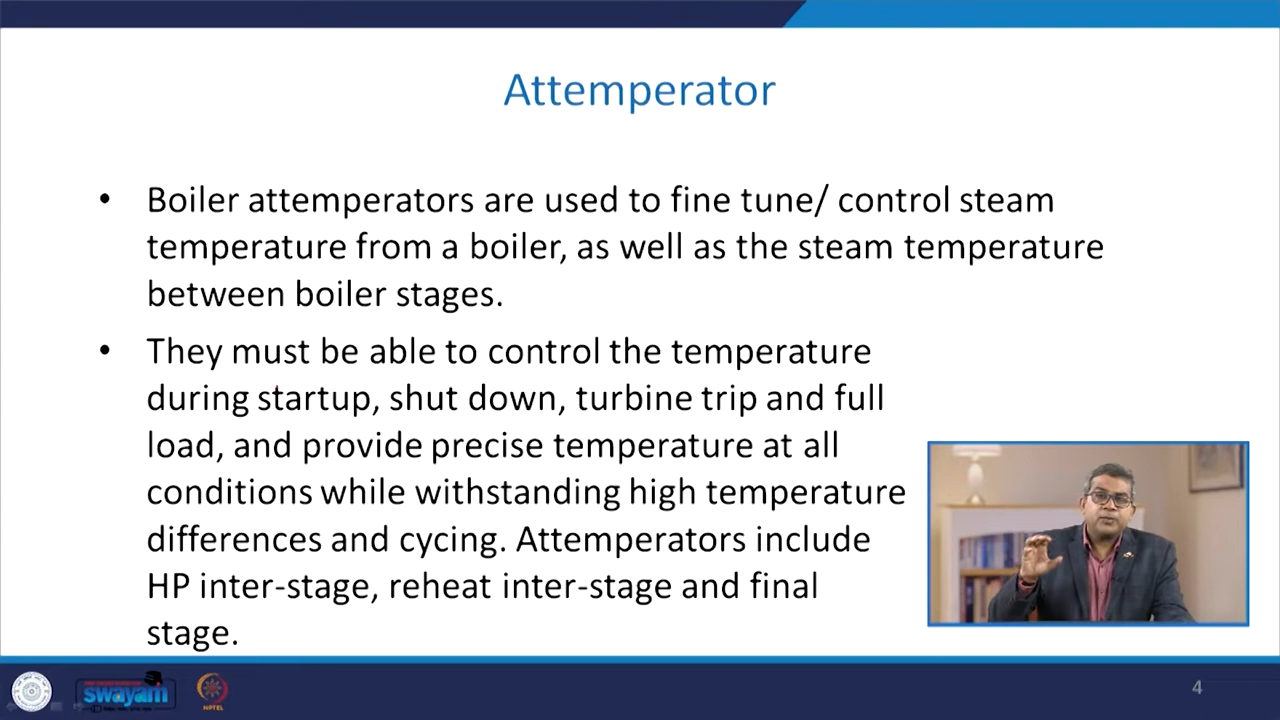 Attemperator
• Boiler attemperators are used to fine tune/ control steam
temperature from a boiler, as well as the steam temperature
between boiler stages.
• They must be able to control the temperature
during startup, shut down, turbine trip and full
load, and provide precise temperature at all
conditions while withstanding high temperature
differences and cycing. Attemperators include
HP inter-stage, reheat inter-stage and final
stage.
swayam
NPTEL
4